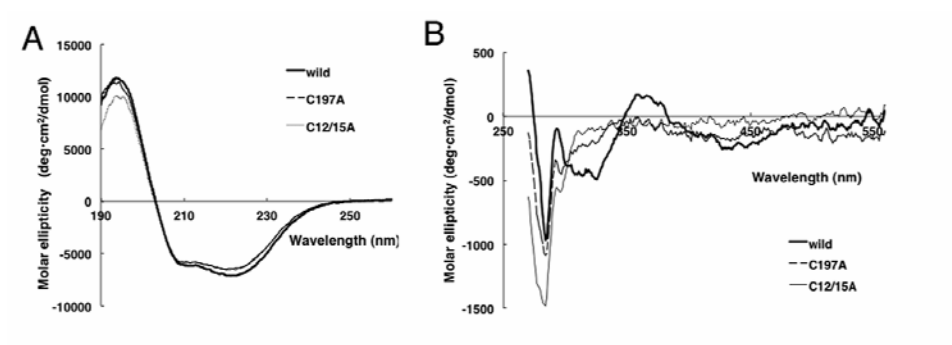 A
Molar ellipticity (deg·cm²/dmol)
15000
10000
5000
0
-5000
-10000
190
210
230
250
Wavelength (nm)
wild
C197A
C12/15A
B
Molar ellipticity (deg·cm²/dmol)
500
0
-500
-1000
-1500
250
350
450
550
Wavelength (nm)
wild
C197A
C12/15A